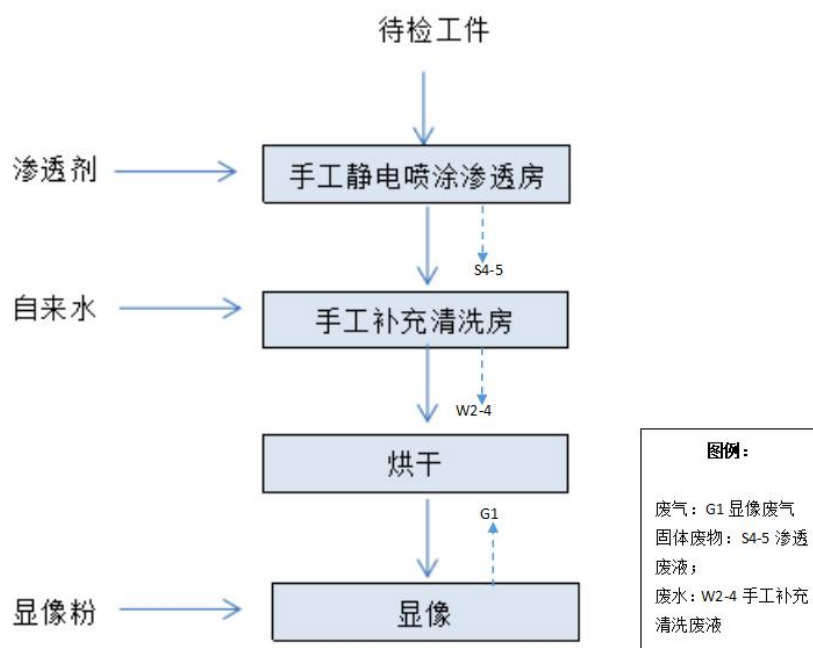 待检工件
渗透剂
手工静电喷涂渗透房
S4-5
自来水
手工补充清洗房
W2-4
烘干
G1
显像粉
显像
图例：
废气：G1 显像废气
固体废物：S4-5 渗透
废液；
废水：W2-4 手工补充
清洗废液